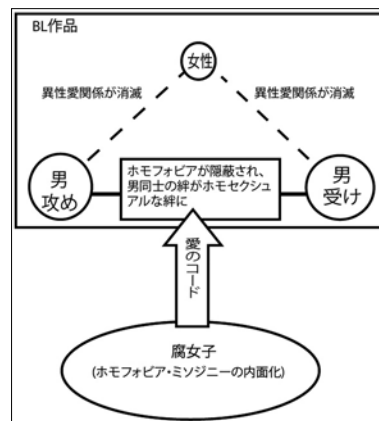 BL作品
女性
異性愛関係が消滅
異性愛関係が消滅
男
攻め
ホモフォビアが隠蔽され、
男同士の絆がホモセクシュ
アルな絆に
男
受け
愛のコード
腐女子
(ホモフォビア・ミソジニーの内面化)